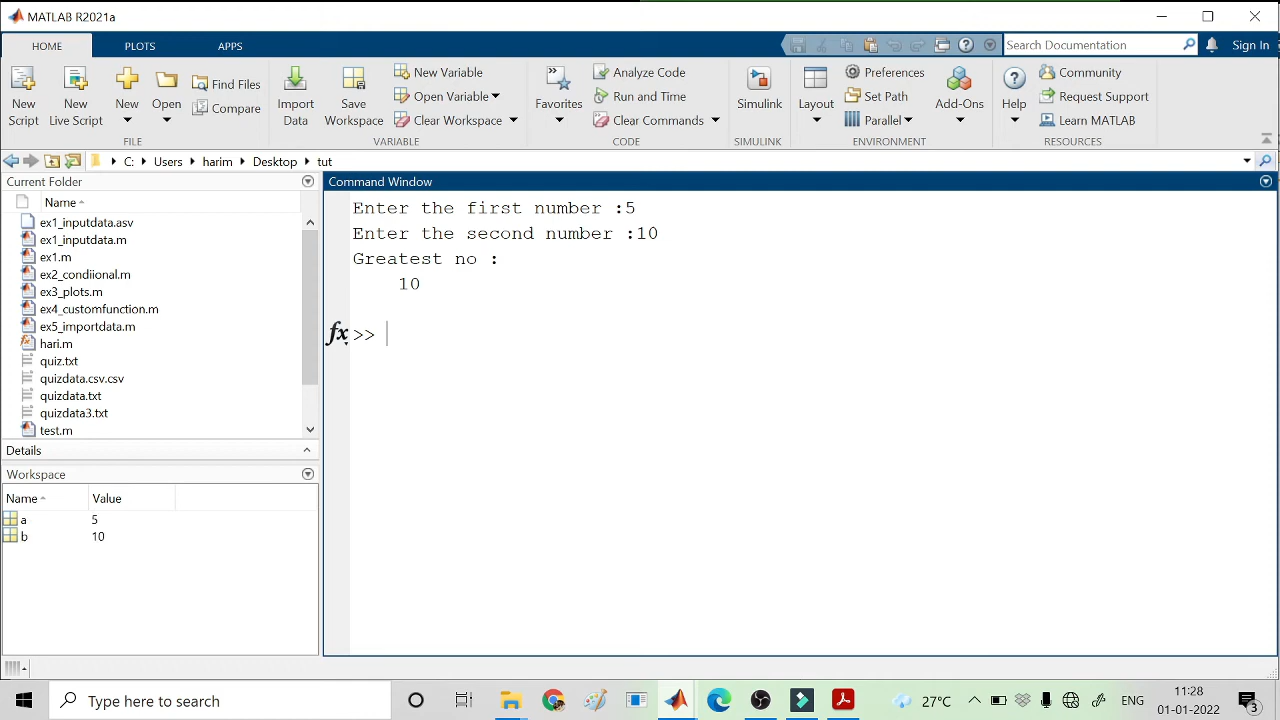 MATLAB R2021a
HOME PLOTS APPS Search Documentation Sign In
New Script New Live Script New Open Find Files Compare FILE
Import Data Save Workspace New Variable Open Variable Clear Workspace VARIABLE
Favorites Analyze Code Run and Time Clear Commands CODE
Simulink SIMULINK
Layout Preferences Set Path Parallel Add-Ons ENVIRONMENT
Help Community Request Support Learn MATLAB RESOURCES
C: Users harim Desktop tut
Current Folder
Name
ex1_inputdata.asv
ex1_inputdata.m
ex1.m
ex2_condiional.m
ex3_plots.m
ex4_customfunction.m
ex5_importdata.m
hari.m
quiz.txt
quizdata.csv.csv
quizdata.txt
quizdata3.txt
test.m
Details
Workspace
Name Value
a 5
b 10
Command Window
Enter the first number :5
Enter the second number :10
Greatest no :
10
fx >>
Type here to search
27°C ENG 11:28
01-01-2022 3